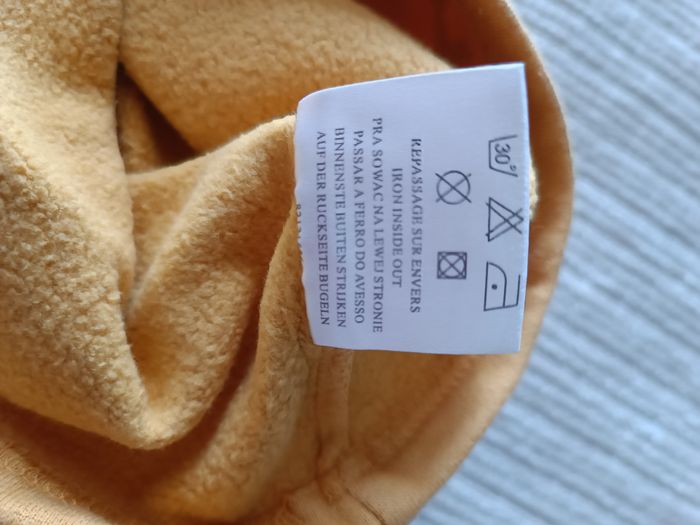 30°
REPASSAGE SUR ENVERS
IRON INSIDE OUT
PRA SOWAC NA LEWEJ STRONIE
PASSAR A FERRO DO AVESSO
BINNENSTE BUITEN STRIJKEN
AUF DER RUCKSEITE BUGELN